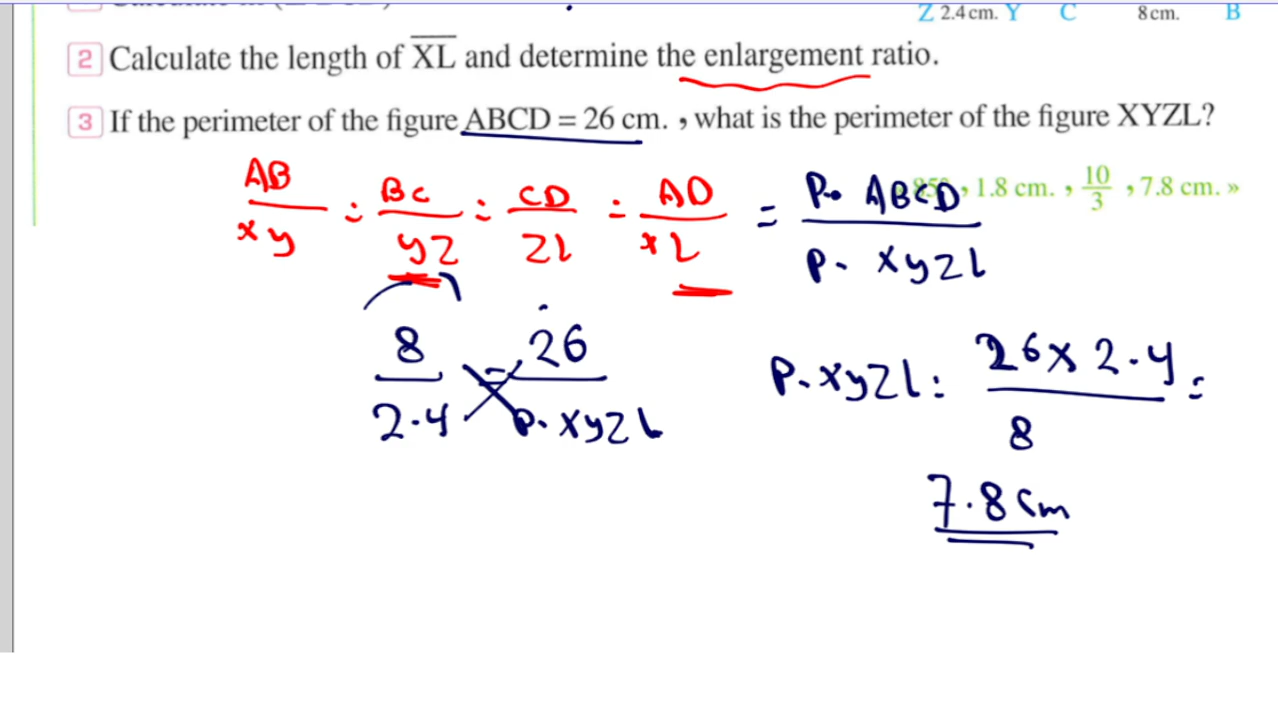 Z 2.4 cm. Y C 8 cm. B
2 Calculate the length of XL and determine the enlargement ratio.
3 If the perimeter of the figure ABCD = 26 cm. , what is the perimeter of the figure XYZL?
, 1.8 cm. , 10/3 , 7.8 cm. »
AB/xy = BC/yz = CD/ZL = AD/XL = P. ABCD/P. xyzL
8/2.4 = 26/P. xyzL
P. xyzL = 26 x 2.4/8 =
7.8 cm